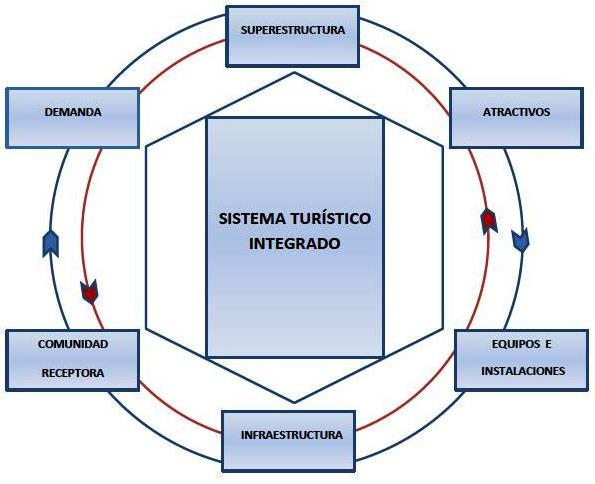 SUPERESTRUCTURA
DEMANDA
ATRACTIVOS
SISTEMA TURÍSTICO
INTEGRADO
COMUNIDAD
RECEPTORA
EQUIPOS E
INSTALACIONES
INFRAESTRUCTURA